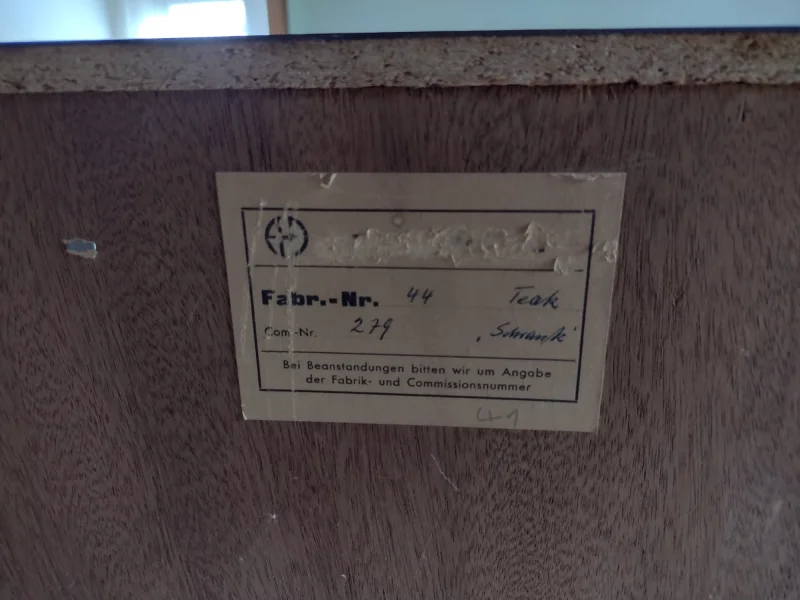 Fabr.-Nr. 44 Teak
Com.-Nr. 279 „Schrank“
Bei Beanstandungen bitten wir um Angabe
der Fabrik- und Commissionsnummer
41